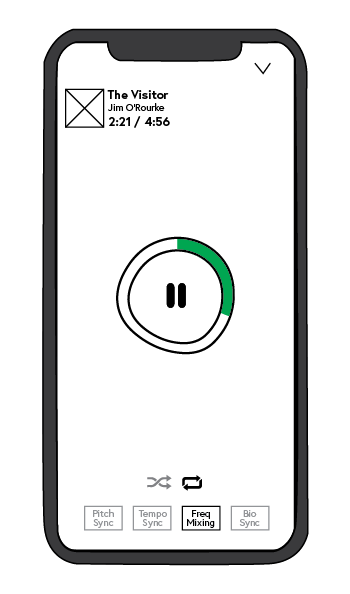 The Visitor
Jim O'Rourke
2:21 / 4:56
Pitch
Sync
Tempo
Sync
Freq
Mixing
Bio
Sync